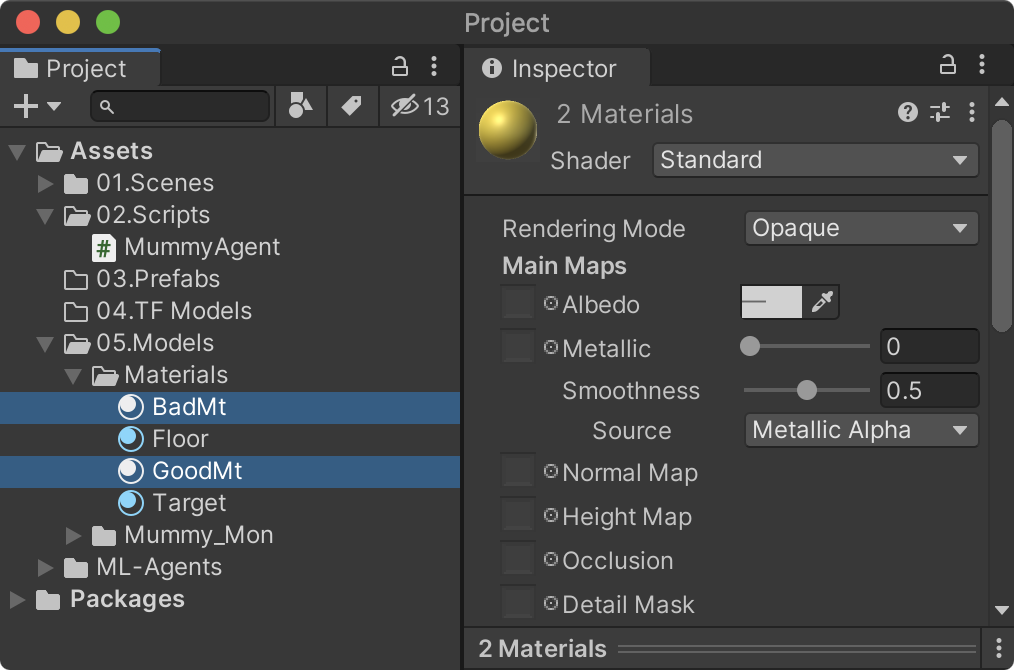 Project
Project
13
Assets
01.Scenes
02.Scripts
# MummyAgent
03.Prefabs
04.TF Models
05.Models
Materials
BadMt
Floor
GoodMt
Target
Mummy_Mon
ML-Agents
Packages
Inspector
2 Materials
Shader Standard
Rendering Mode Opaque
Main Maps
Albedo
Metallic 0
Smoothness 0.5
Source Metallic Alpha
Normal Map
Height Map
Occlusion
Detail Mask
2 Materials